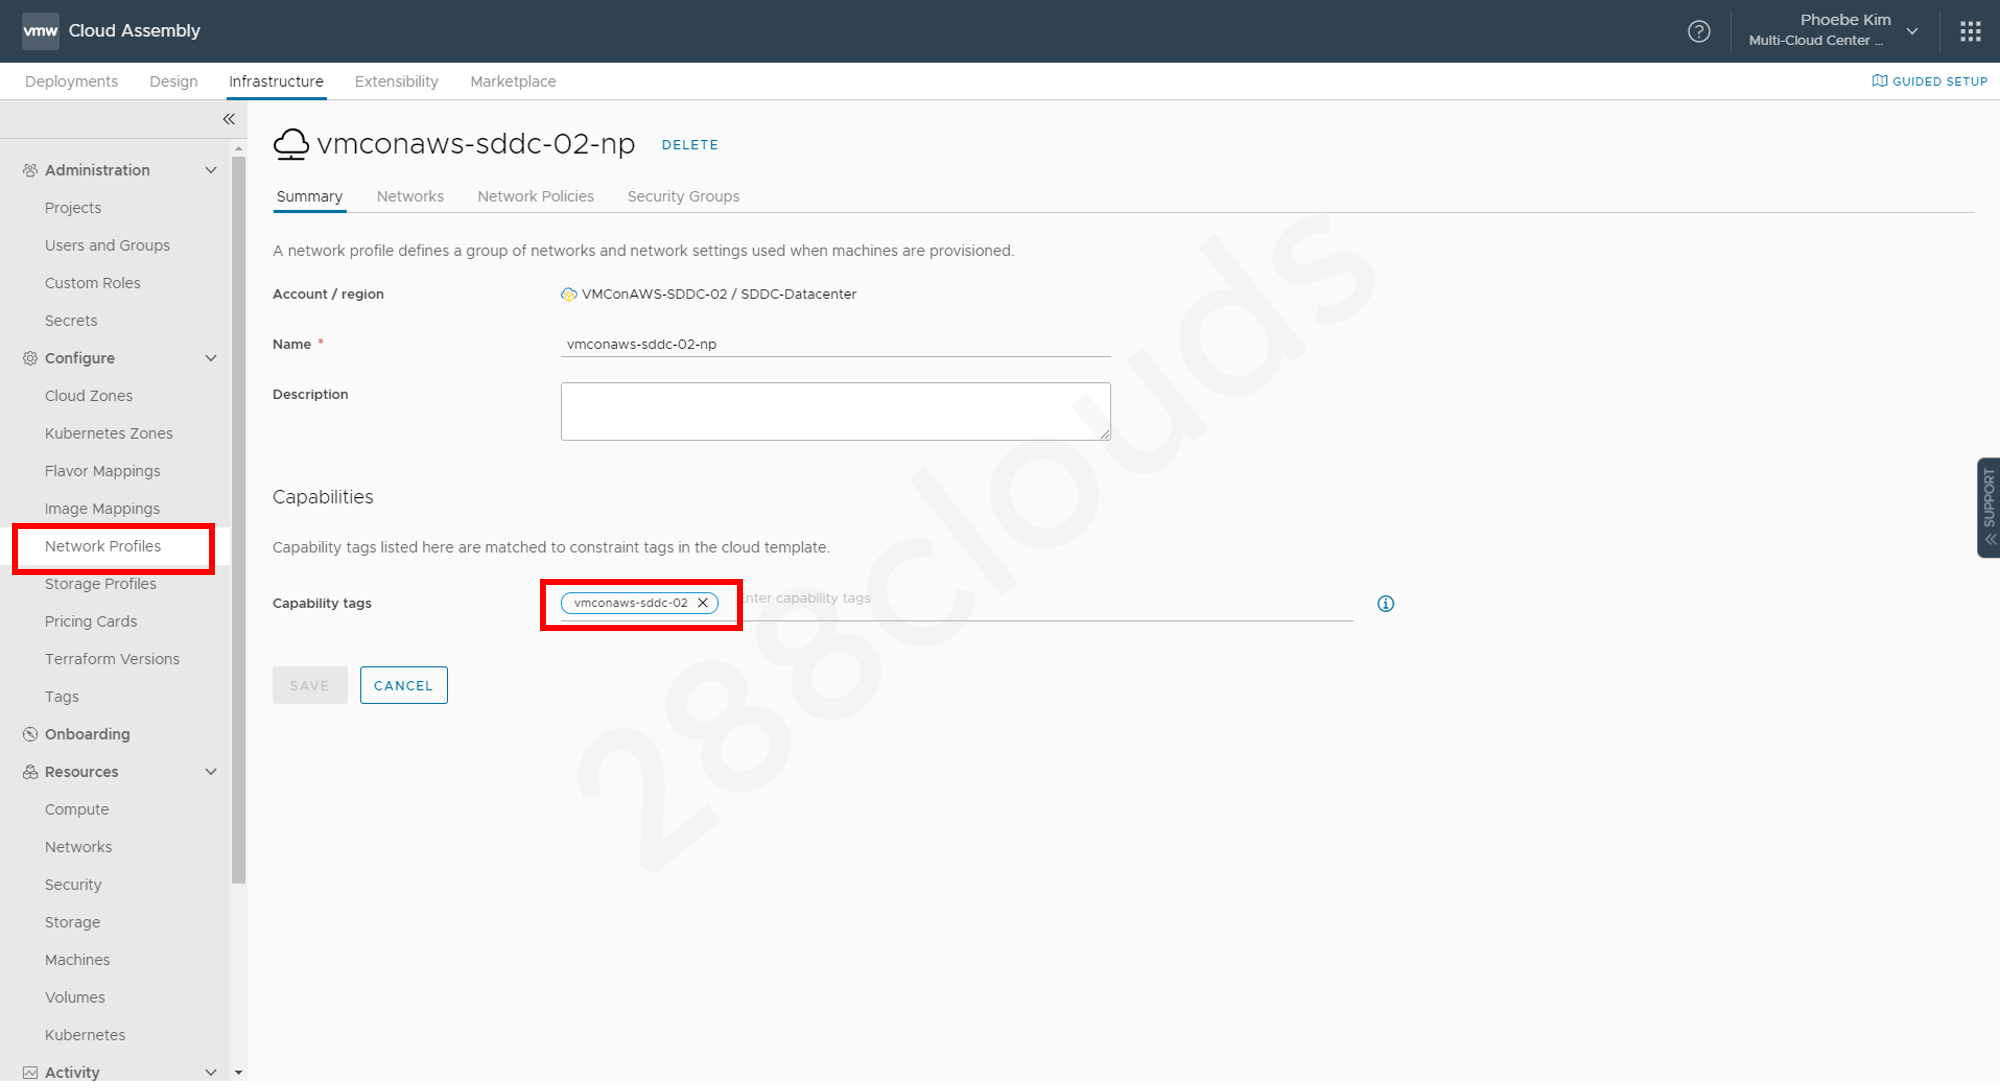 vmw Cloud Assembly
Phoebe Kim
Multi-Cloud Center ...
Deployments Design Infrastructure Extensibility Marketplace
GUIDED SETUP
Administration
Projects
Users and Groups
Custom Roles
Secrets
Configure
Cloud Zones
Kubernetes Zones
Flavor Mappings
Image Mappings
Network Profiles
Storage Profiles
Pricing Cards
Terraform Versions
Tags
Onboarding
Resources
Compute
Networks
Security
Storage
Machines
Volumes
Kubernetes
Activity
vmconaws-sddc-02-np DELETE
Summary Networks Network Policies Security Groups
A network profile defines a group of networks and network settings used when machines are provisioned.
Account / region VMConAWS-SDDC-02 / SDDC-Datacenter
Name * vmconaws-sddc-02-np
Description
Capabilities
Capability tags listed here are matched to constraint tags in the cloud template.
Capability tags vmconaws-sddc-02 Enter capability tags
SAVE CANCEL
SUPPORT
288clouds